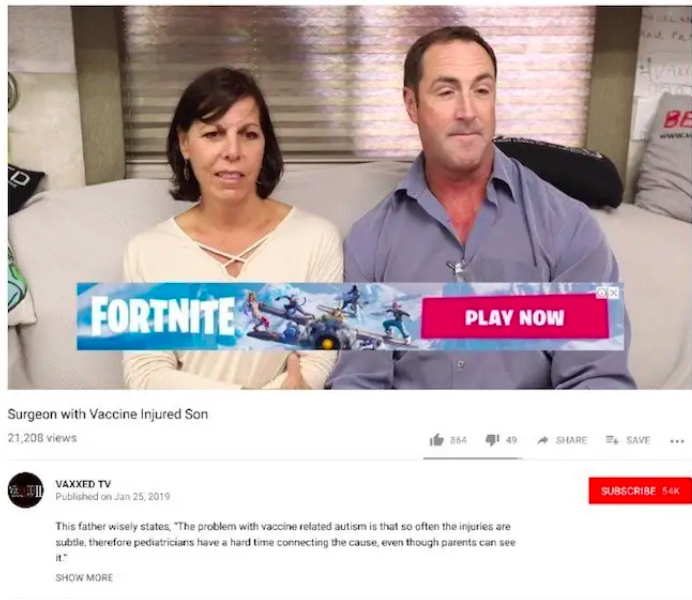 BE
FORTNITE
PLAY NOW
Surgeon with Vaccine Injured Son
21,208 views
864
49
SHARE
SAVE
VAXXED TV
Published on Jan 25, 2019
SUBSCRIBE 54K
This father wisely states, "The problem with vaccine related autism is that so often the injuries are
subtle, therefore pediatricians have a hard time connecting the cause, even though parents can see
it."
SHOW MORE